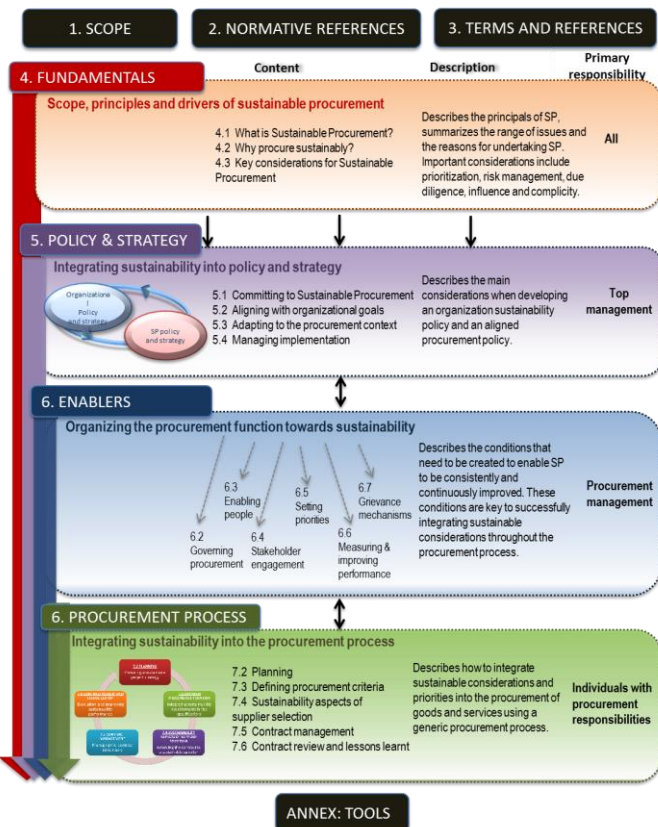 1. SCOPE
2. NORMATIVE REFERENCES
3. TERMS AND REFERENCES
Content
Description
Primary
responsibility
4. FUNDAMENTALS
Scope, principles and drivers of sustainable procurement
4.1 What is Sustainable Procurement?
4.2 Why procure sustainably?
4.3 Key considerations for Sustainable
Procurement
Describes the principals of SP,
summarizes the range of issues and
the reasons for undertaking SP.
Important considerations include
prioritization, risk management, due
diligence, influence and complicity.
All
5. POLICY & STRATEGY
Integrating sustainability into policy and strategy
Organizationa
l
Policy
and strategy
SP policy
and strategy
5.1 Committing to Sustainable Procurement
5.2 Aligning with organizational goals
5.3 Adapting to the procurement context
5.4 Managing implementation
Describes the main
considerations when developing
an organization sustainability
policy and an aligned
procurement policy.
Top
management
6. ENABLERS
Organizing the procurement function towards sustainability
6.2
Governing
procurement
6.3
Enabling
people
6.4
Stakeholder
engagement
6.5
Setting
priorities
6.6
Measuring &
improving
performance
6.7
Grievance
mechanisms
Describes the conditions that
need to be created to enable SP
to be consistently and
continuously improved. These
conditions are key to successfully
integrating sustainable
considerations throughout the
procurement process.
Procurement
management
6. PROCUREMENT PROCESS
Integrating sustainability into the procurement process
7.2 PLANNING
7.2 Planning
7.3 Defining procurement criteria
7.4 Sustainability aspects of
supplier selection
7.5 Contract management
7.6 Contract review and lessons learnt
Describes how to integrate
sustainable considerations and
priorities into the procurement of
goods and services using a
generic procurement process.
Individuals with
procurement
responsibilities
ANNEX: TOOLS